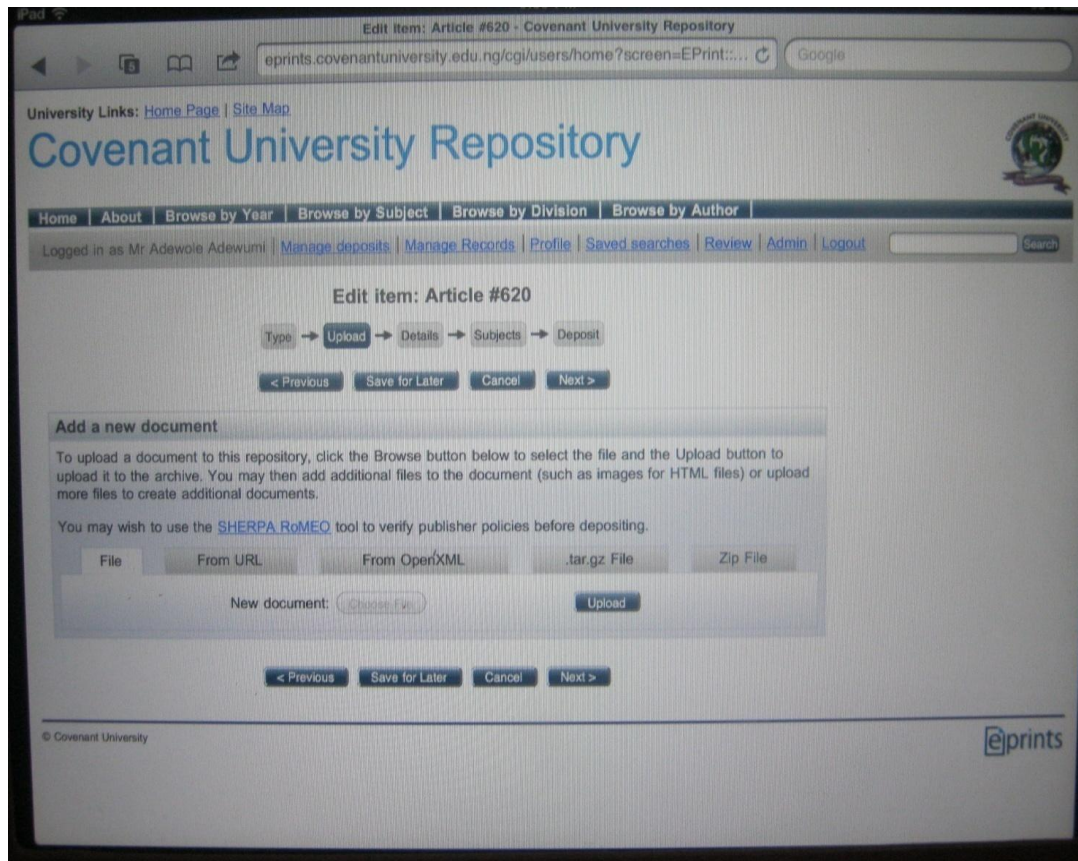 iPad
Edit item: Article #620 - Covenant University Repository
5
eprints.covenantuniversity.edu.ng/cgi/users/home?screen=EPrint::...
Google
University Links: Home Page | Site Map
Covenant University Repository
COVENANT UNIVERSITY
Home | About | Browse by Year | Browse by Subject | Browse by Division | Browse by Author |
Logged in as Mr Adewole Adewumi | Manage deposits | Manage Records | Profile | Saved searches | Review | Admin | Logout
Search
Edit item: Article #620
Type → Upload → Details → Subjects → Deposit
< Previous Save for Later Cancel Next >
Add a new document
To upload a document to this repository, click the Browse button below to select the file and the Upload button to
upload it to the archive. You may then add additional files to the document (such as images for HTML files) or upload
more files to create additional documents.
You may wish to use the SHERPA RoMEO tool to verify publisher policies before depositing.
File From URL From OpenXML .tar.gz File Zip File
New document: Choose File Upload
< Previous Save for Later Cancel Next >
© Covenant University
eprints